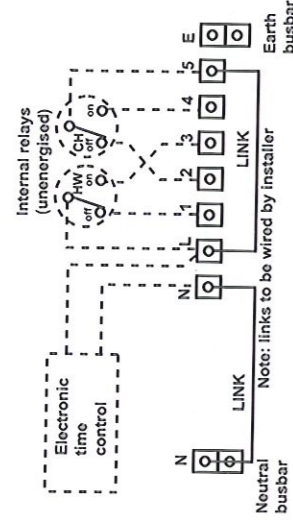 Internal relays
(unenergised)
HW
on
off
CH
on
off
Electronic
time
control
N
N
L
1
2
3
4
5
E
Earth
busbar
LINK
LINK
Neutral
busbar
Note: links to be wired by installer